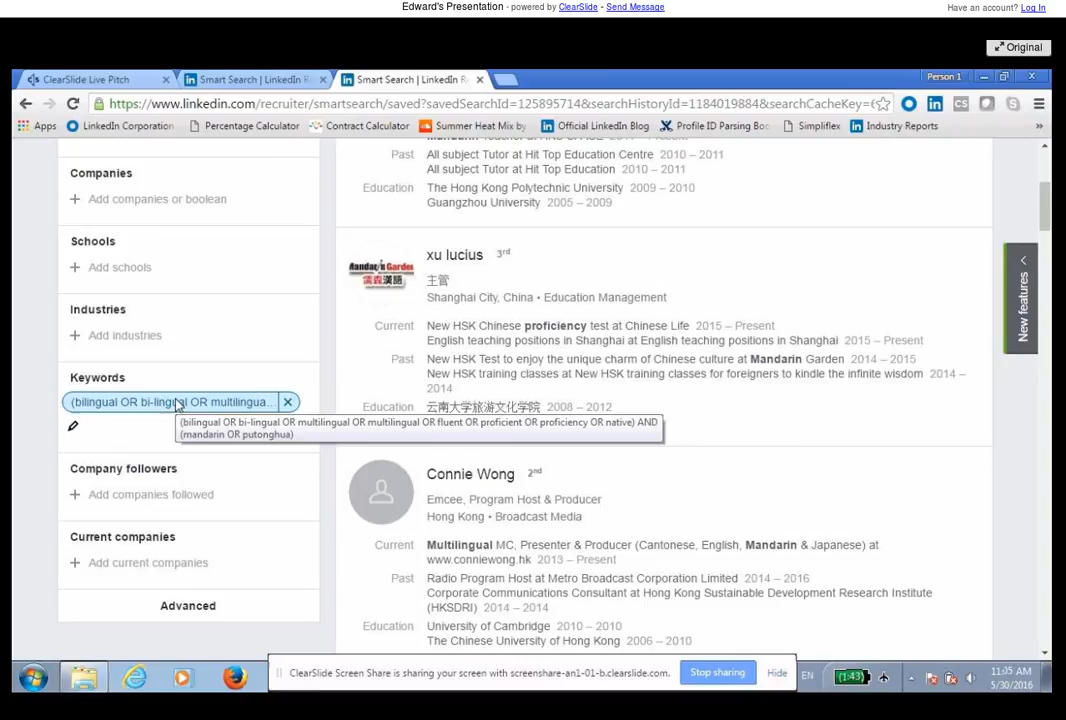 Edward's Presentation - powered by ClearSlide - Send Message
Have an account? Log In
Original
ClearSlide Live Pitch
Smart Search | LinkedIn R
Smart Search | LinkedIn R
Person 1
https://www.linkedin.com/recruiter/smartsearch/saved?savedSearchId=125895714&searchHistoryId=1184019884&searchCacheKey=
Apps
LinkedIn Corporation
Percentage Calculator
Contract Calculator
Summer Heat Mix by
Official LinkedIn Blog
Profile ID Parsing Boo
Simpliflex
Industry Reports
Companies
Add companies or boolean
Schools
Add schools
Industries
Add industries
Keywords
(bilingual OR bi-lingual OR multilingua...
(bilingual OR bi-lingual OR multilingual OR multilingual OR fluent OR proficient OR proficiency OR native) AND
(mandarin OR putonghua)
Company followers
Add companies followed
Current companies
Add current companies
Advanced
Past All subject Tutor at Hit Top Education Centre 2010 – 2011
All subject Tutor at Hit Top Education 2010 – 2011
Education The Hong Kong Polytechnic University 2009 – 2010
Guangzhou University 2005 – 2009
xu lucius 3rd
主管
Shanghai City, China • Education Management
Current New HSK Chinese proficiency test at Chinese Life 2015 – Present
English teaching positions in Shanghai at English teaching positions in Shanghai 2015 – Present
Past New HSK Test to enjoy the unique charm of Chinese culture at Mandarin Garden 2014 – 2015
New HSK training classes at New HSK training classes for foreigners to kindle the infinite wisdom 2014 –
2014
Education 云南大学旅游文化学院 2008 – 2012
Connie Wong 2nd
Emcee, Program Host & Producer
Hong Kong • Broadcast Media
Current Multilingual MC, Presenter & Producer (Cantonese, English, Mandarin & Japanese) at
www.conniewong.hk 2013 – Present
Past Radio Program Host at Metro Broadcast Corporation Limited 2014 – 2016
Corporate Communications Consultant at Hong Kong Sustainable Development Research Institute
(HKSDRI) 2014 – 2014
Education University of Cambridge 2010 – 2010
The Chinese University of Hong Kong 2006 – 2010
New features
ClearSlide Screen Share is sharing your screen with screenshare-an1-01-b.clearslide.com.
Stop sharing
Hide
EN
(1:43)
11:35 AM
5/30/2016